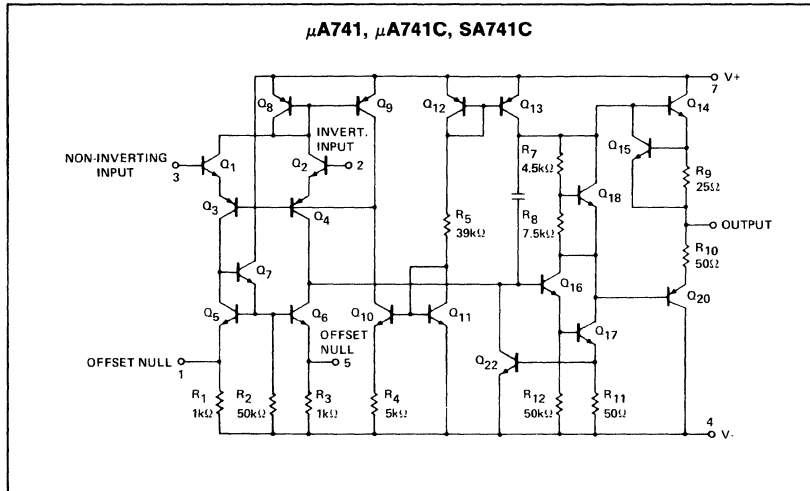 μA741, μA741C, SA741C
V+
7
Q8
Q9
Q12
Q13
Q14
INVERT.
INPUT
NON-INVERTING
INPUT
3
Q1
Q2
2
Q15
R7
4.5kΩ
R9
25Ω
Q18
Q3
Q4
R5
39kΩ
R8
7.5kΩ
OUTPUT
R10
50Ω
Q7
Q16
Q20
Q5
Q6
Q10
Q11
Q17
OFFSET
NULL
5
Q22
OFFSET NULL
1
R1
1kΩ
R2
50kΩ
R3
1kΩ
R4
5kΩ
R12
50kΩ
R11
50Ω
4
V-